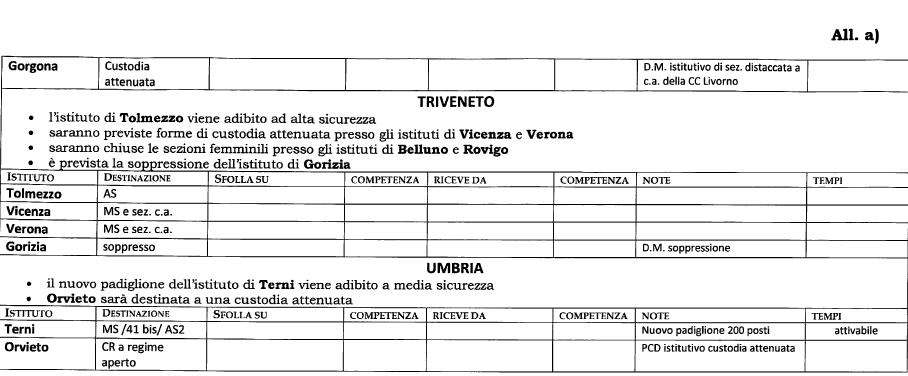 All. a)
Gorgona Custodia attenuata D.M. istitutivo di sez. distaccata a c.a. della CC Livorno
TRIVENETO
• l'istituto di Tolmezzo viene adibito ad alta sicurezza
• saranno previste forme di custodia attenuata presso gli istituti di Vicenza e Verona
• saranno chiuse le sezioni femminili presso gli istituti di Belluno e Rovigo
• è prevista la soppressione dell'istituto di Gorizia
ISTITUTO DESTINAZIONE SFOLLA SU COMPETENZA RICEVE DA COMPETENZA NOTE TEMPI
Tolmezzo AS
Vicenza MS e sez. c.a.
Verona MS e sez. c.a.
Gorizia soppresso D.M. soppressione
UMBRIA
• il nuovo padiglione dell'istituto di Terni viene adibito a media sicurezza
• Orvieto sarà destinata a una custodia attenuata
ISTITUTO DESTINAZIONE SFOLLA SU COMPETENZA RICEVE DA COMPETENZA NOTE TEMPI
Terni MS /41 bis/ AS2 Nuovo padiglione 200 posti attivabile
Orvieto CR a regime aperto PCD istitutivo custodia attenuata